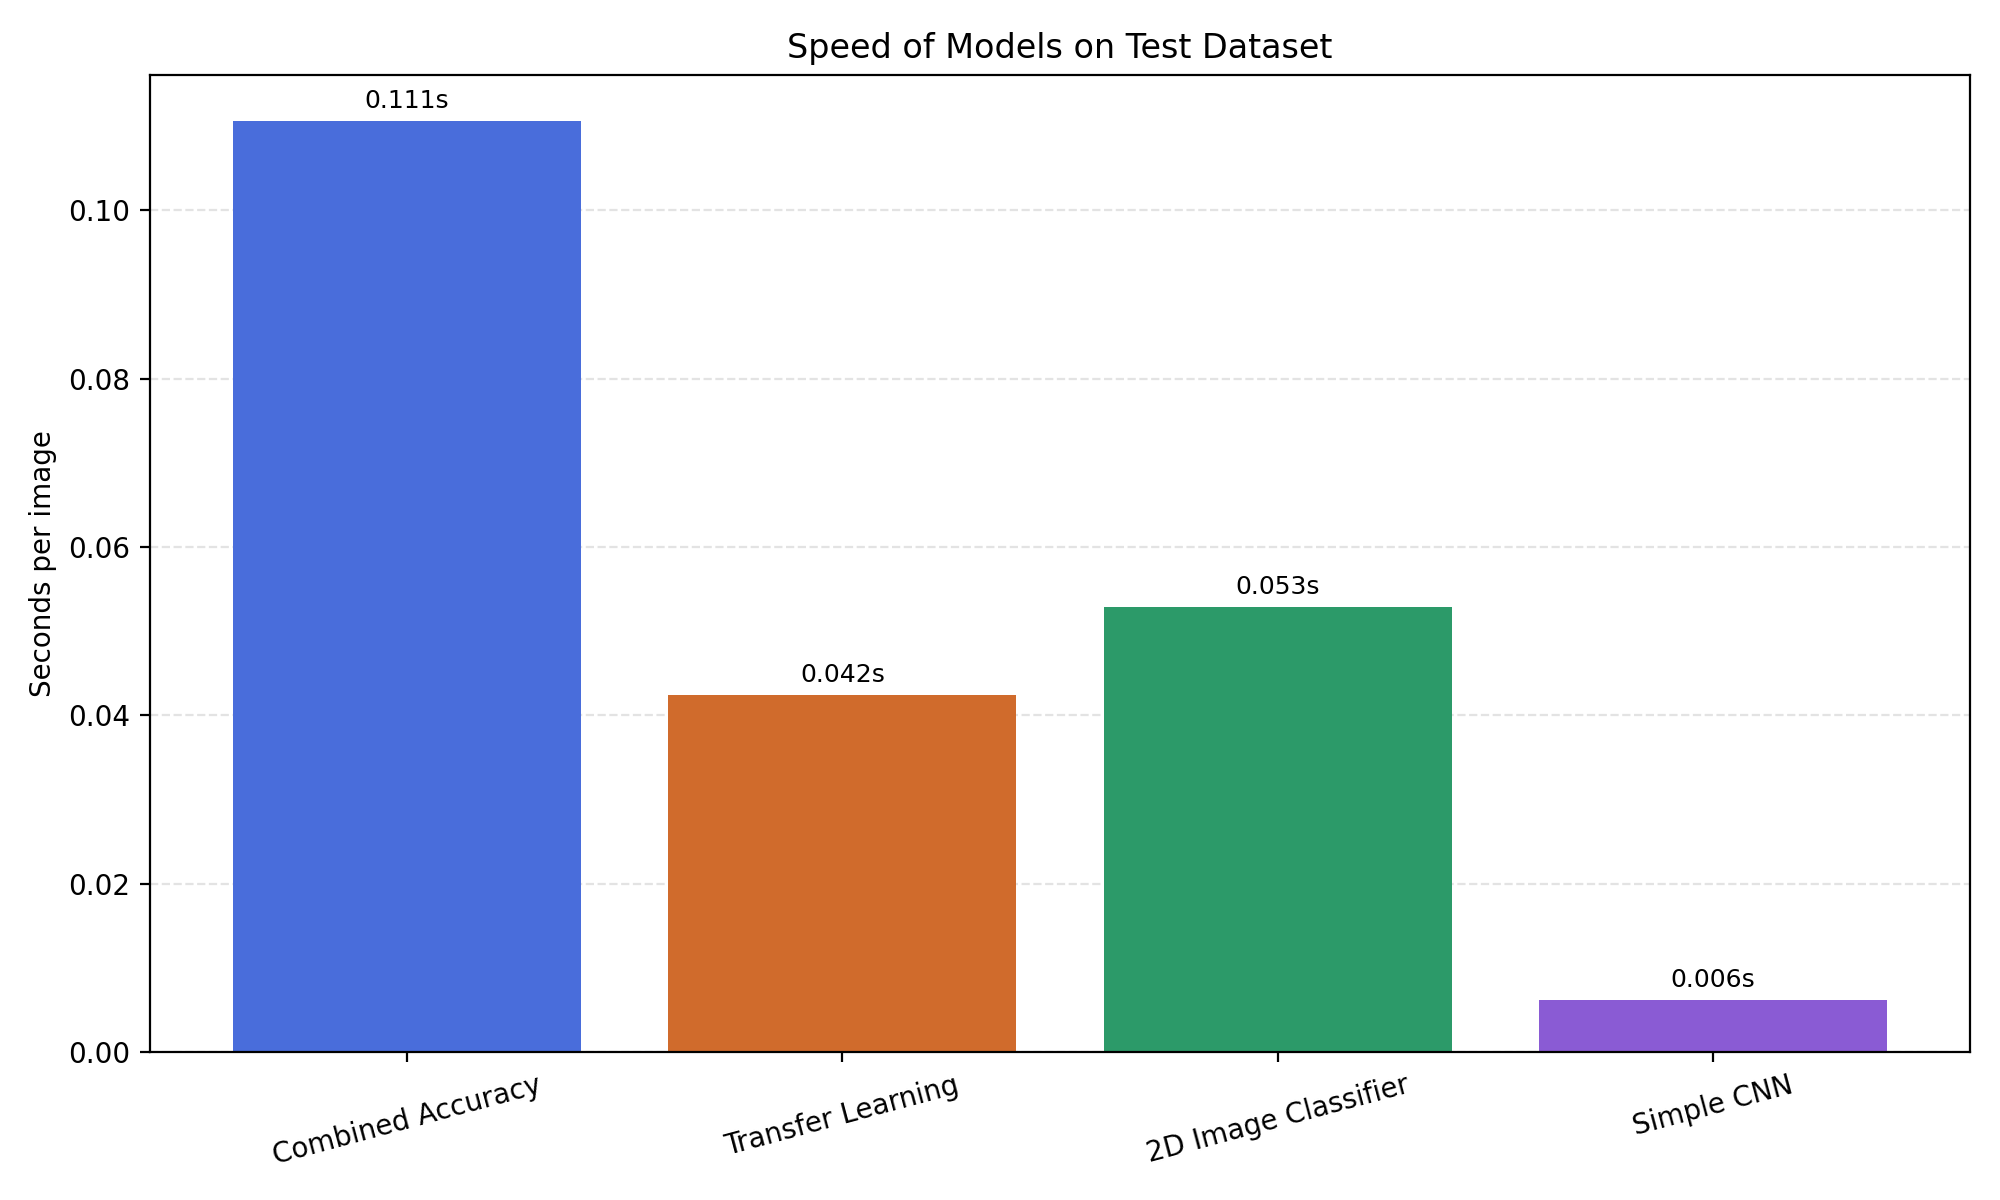 Speed of Models on Test Dataset
Seconds per image
0.10
0.08
0.06
0.04
0.02
0.00
0.111s
0.042s
0.053s
0.006s
Combined Accuracy
Transfer Learning
2D Image Classifier
Simple CNN